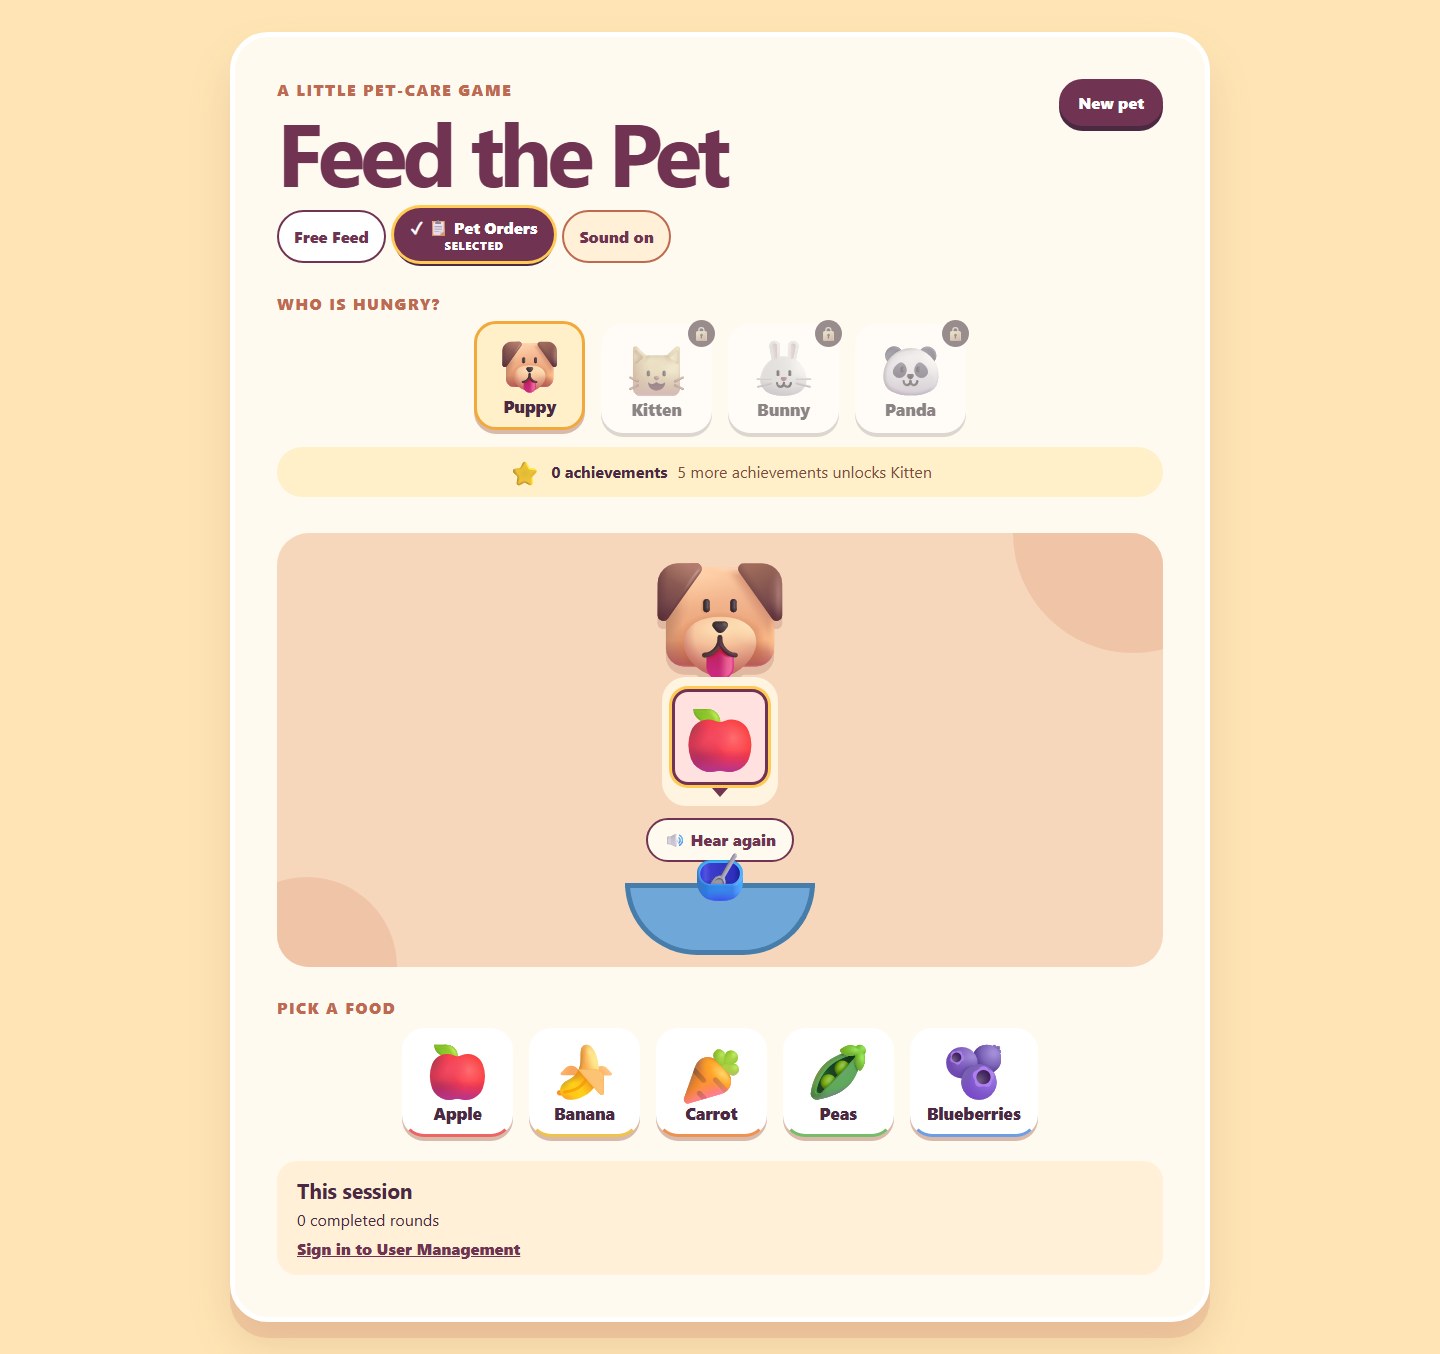 A LITTLE PET-CARE GAME
New pet
Feed the Pet
Free Feed
✓ 📋 Pet Orders
SELECTED
Sound on
WHO IS HUNGRY?
Puppy
Kitten
Bunny
Panda
0 achievements 5 more achievements unlocks Kitten
Hear again
PICK A FOOD
Apple
Banana
Carrot
Peas
Blueberries
This session
0 completed rounds
Sign in to User Management